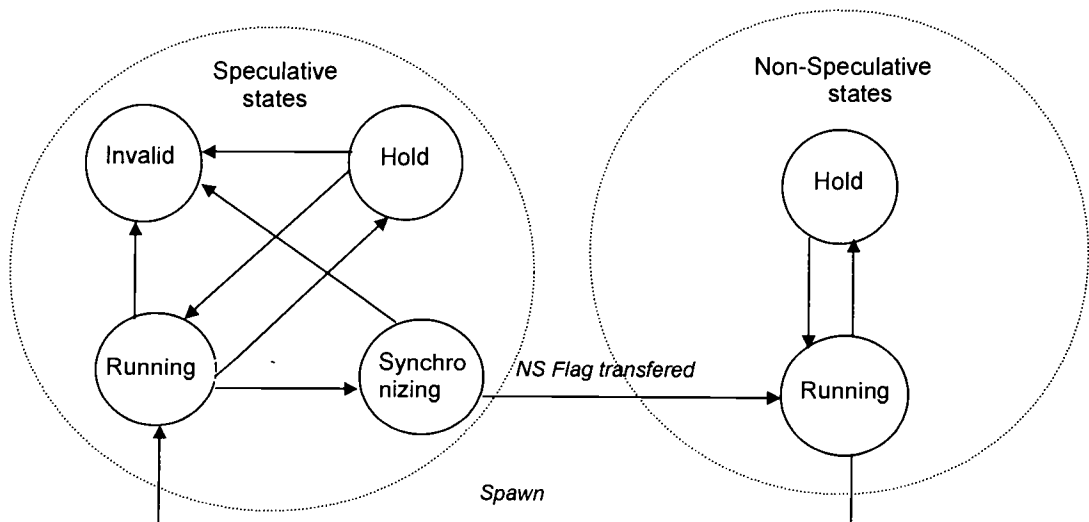 Speculative
states
Non-Speculative
states
Invalid
Hold
Hold
Running
Synchro
nizing
NS Flag transfered
Running
Spawn